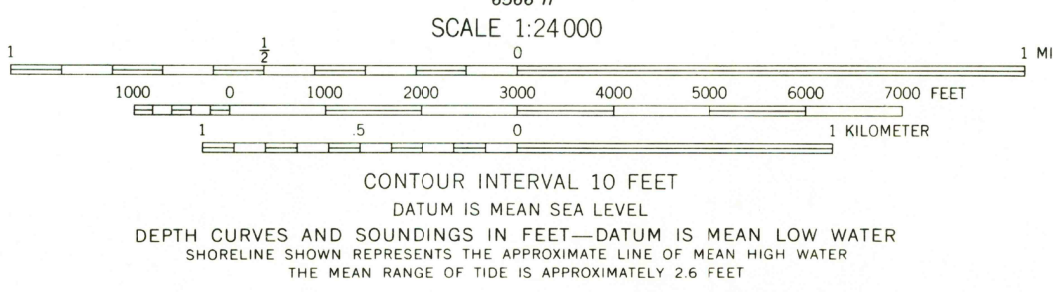 SCALE 1:24 000
1 1/2 0 1 MI
1000 0 1000 2000 3000 4000 5000 6000 7000 FEET
1 .5 0 1 KILOMETER
CONTOUR INTERVAL 10 FEET
DATUM IS MEAN SEA LEVEL
DEPTH CURVES AND SOUNDINGS IN FEET—DATUM IS MEAN LOW WATER
SHORELINE SHOWN REPRESENTS THE APPROXIMATE LINE OF MEAN HIGH WATER
THE MEAN RANGE OF TIDE IS APPROXIMATELY 2.6 FEET